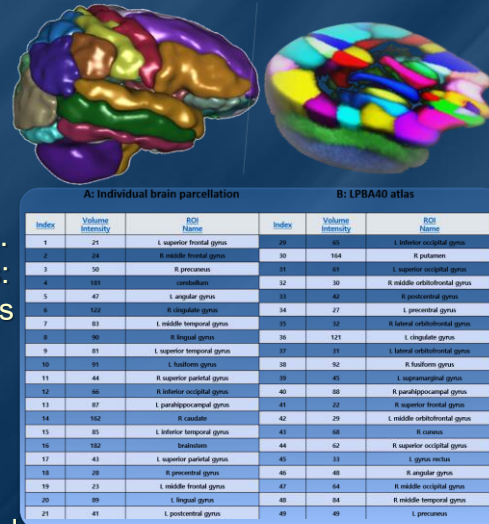 .
:
s
A: Individual brain parcellation B: LPBA40 atlas
Index Volume Intensity ROI Name Index Volume Intensity ROI Name
1 21 L superior frontal gyrus 29 65 L inferior occipital gyrus
2 24 R middle frontal gyrus 30 164 R putamen
3 50 R precuneus 31 61 L superior occipital gyrus
4 181 cerebellum 32 30 R middle orbitofrontal gyrus
5 47 L angular gyrus 33 42 R postcentral gyrus
6 122 R cingulate gyrus 34 27 L precentral gyrus
7 83 L middle temporal gyrus 35 32 R lateral orbitofrontal gyrus
8 90 R lingual gyrus 36 121 L cingulate gyrus
9 81 L superior temporal gyrus 37 31 L lateral orbitofrontal gyrus
10 91 L fusiform gyrus 38 92 R fusiform gyrus
11 44 R superior parietal gyrus 39 45 L supramarginal gyrus
12 66 R inferior occipital gyrus 40 88 R parahippocampal gyrus
13 87 L parahippocampal gyrus 41 22 R superior frontal gyrus
14 162 R caudate 42 29 L middle orbitofrontal gyrus
15 85 L inferior temporal gyrus 43 68 R cuneus
16 182 brainstem 44 62 R superior occipital gyrus
17 43 L superior parietal gyrus 45 33 L gyrus rectus
18 28 R precentral gyrus 46 48 R angular gyrus
19 23 L middle frontal gyrus 47 64 R middle occipital gyrus
20 89 L lingual gyrus 48 84 R middle temporal gyrus
21 41 L postcentral gyrus 49 49 L precuneus